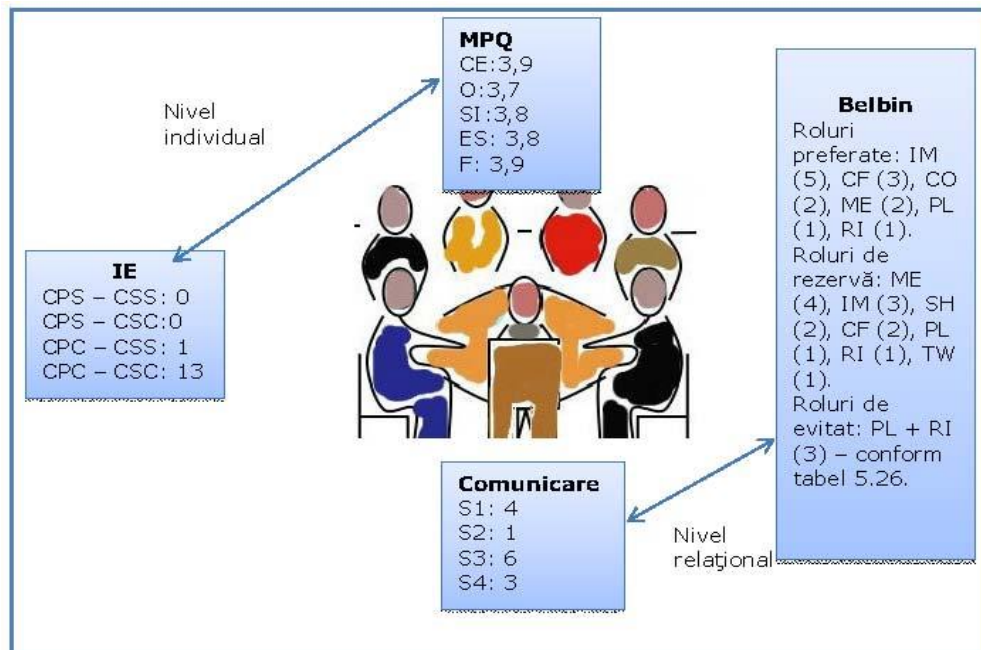 MPQ
CE:3,9
O:3,7
SI:3,8
ES: 3,8
F: 3,9
Nivel
individual
IE
CPS – CSS: 0
CPS – CSC:0
CPC – CSS: 1
CPC – CSC: 13
Belbin
Roluri
preferate: IM
(5), CF (3), CO
(2), ME (2), PL
(1), RI (1).
Roluri de
rezervă: ME
(4), IM (3), SH
(2), CF (2), PL
(1), RI (1), TW
(1).
Roluri de
evitat: PL + RI
(3) – conform
tabel 5.26.
Comunicare
S1: 4
S2: 1
S3: 6
S4: 3
Nivel
relaţional